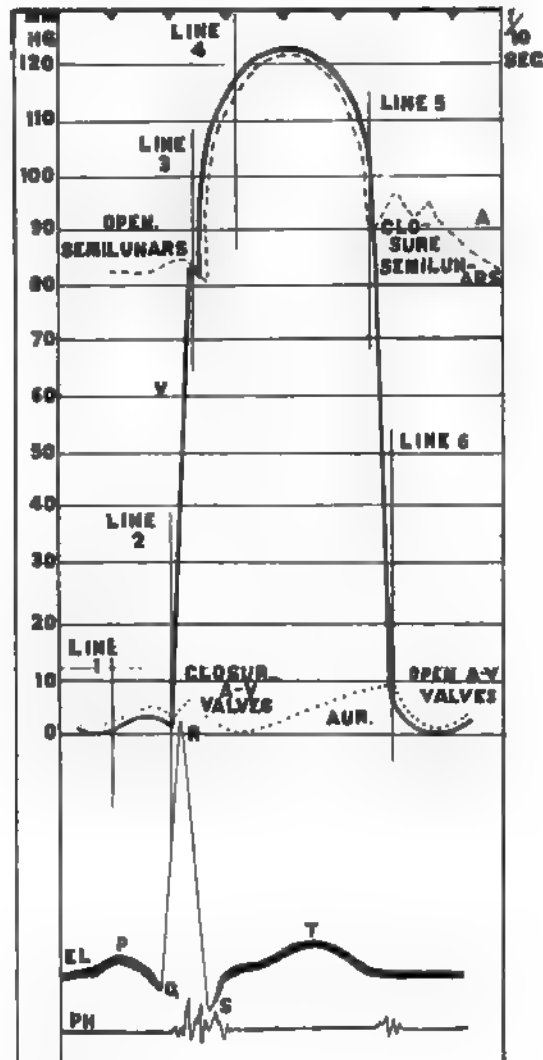 MM
HG
1/10
SEC
LINE
4
120
110
LINE 5
LINE
3
100
OPEN.
SEMILUNARS
90
A
CLO-
SURE
SEMILUN-
ARS
80
70
V
60
50
LINE 6
40
LINE
2
30
20
LINE
1
10
CLOSUR
A-V
VALVES
OPEN A-V
VALVES
AUR.
0
R
EL
P
Q
S
T
PH